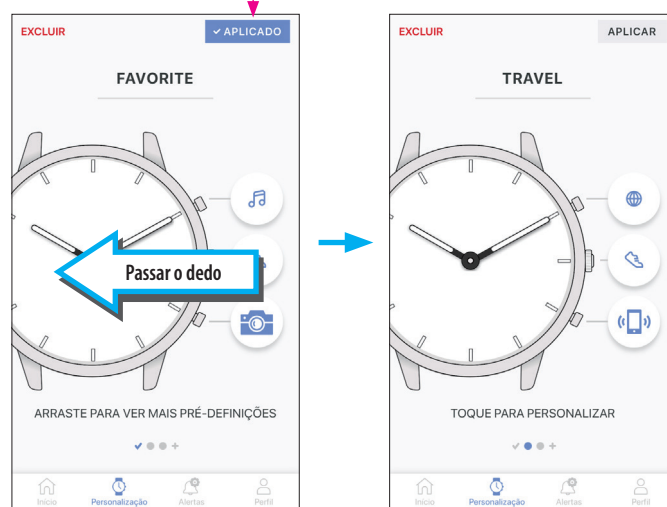 EXCLUIR
APLICADO
FAVORITE
Passar o dedo
ARRASTE PARA VER MAIS PRÉ-DEFINIÇÕES
Início Personalização Alertas Perfil
EXCLUIR
APLICAR
TRAVEL
TOQUE PARA PERSONALIZAR
Início Personalização Alertas Perfil